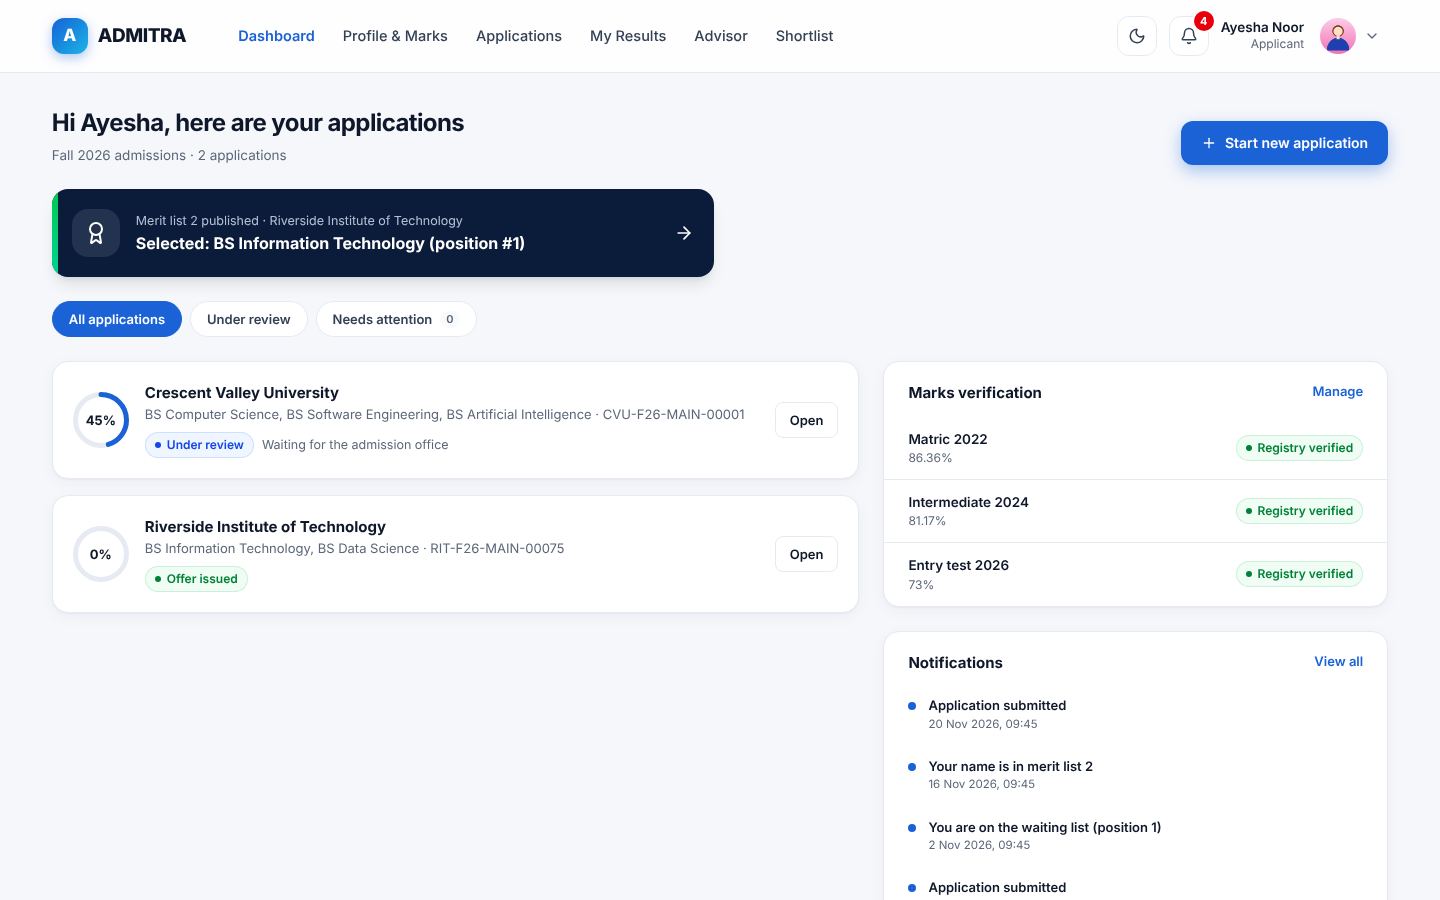 A ADMITRA
Dashboard
Profile & Marks
Applications
My Results
Advisor
Shortlist
4
Ayesha Noor
Applicant
Hi Ayesha, here are your applications
Fall 2026 admissions · 2 applications
+ Start new application
Merit list 2 published · Riverside Institute of Technology
Selected: BS Information Technology (position #1)
All applications
Under review
Needs attention 0
45%
Crescent Valley University
BS Computer Science, BS Software Engineering, BS Artificial Intelligence · CVU-F26-MAIN-00001
Under review
Waiting for the admission office
Open
0%
Riverside Institute of Technology
BS Information Technology, BS Data Science · RIT-F26-MAIN-00075
Offer issued
Open
Marks verification
Manage
Matric 2022
86.36%
Registry verified
Intermediate 2024
81.17%
Registry verified
Entry test 2026
73%
Registry verified
Notifications
View all
Application submitted
20 Nov 2026, 09:45
Your name is in merit list 2
16 Nov 2026, 09:45
You are on the waiting list (position 1)
2 Nov 2026, 09:45
Application submitted